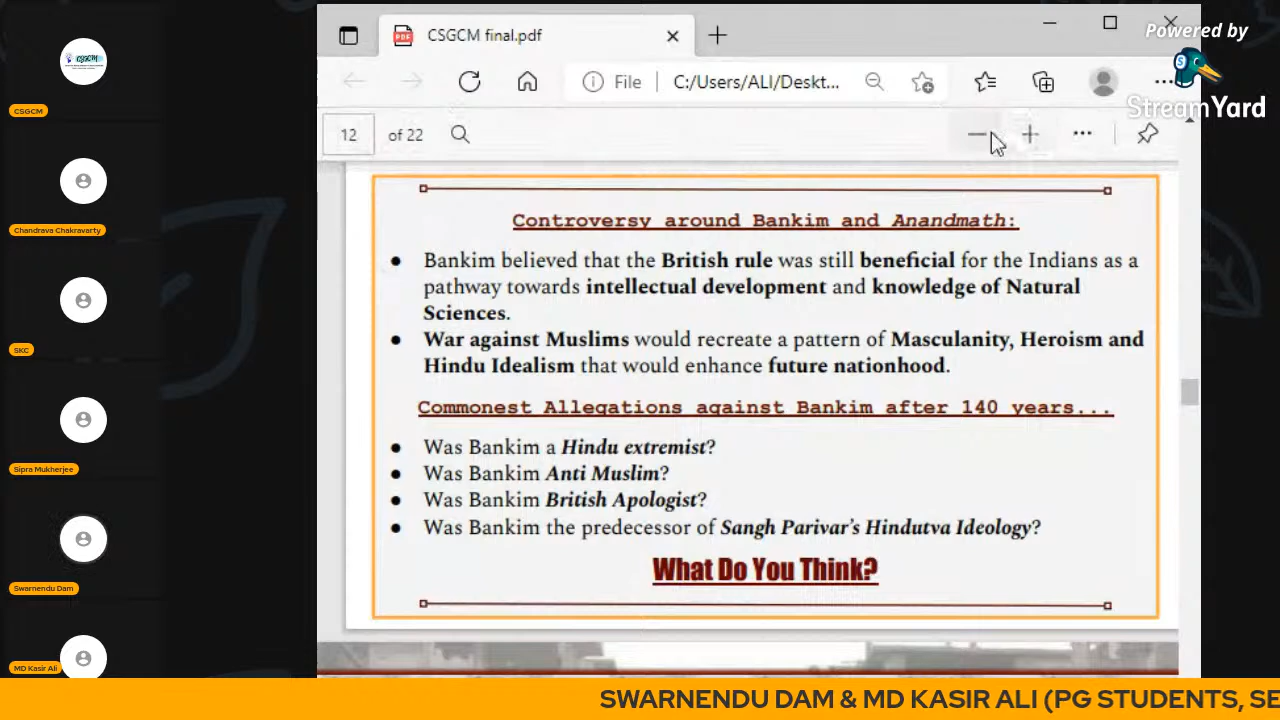 CSGCM final.pdf
Powered by
StreamYard
File
C:/Users/ALI/Deskt...
12
of 22
CSGCM
CSGCM
Chandrava Chakravarty
SKC
Sipra Mukherjee
Swarnendu Dam
MD Kasir Ali
Controversy around Bankim and Anandmath:
● Bankim believed that the British rule was still beneficial for the Indians as a
pathway towards intellectual development and knowledge of Natural
Sciences.
● War against Muslims would recreate a pattern of Masculanity, Heroism and
Hindu Idealism that would enhance future nationhood.
Commonest Allegations against Bankim after 140 years...
● Was Bankim a Hindu extremist?
● Was Bankim Anti Muslim?
● Was Bankim British Apologist?
● Was Bankim the predecessor of Sangh Parivar's Hindutva Ideology?
What Do You Think?
SWARNENDU DAM & MD KASIR ALI (PG STUDENTS, SE